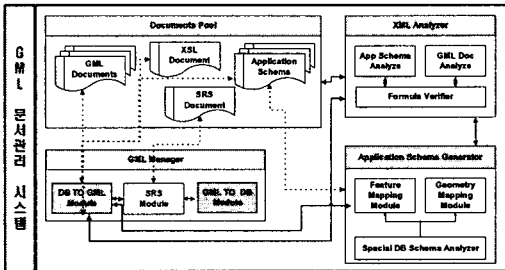 GML 문서관리 시스템
Documents Pool
GML
Documents
XSL
Document
Application
Schema
SRS
Document
GML Manager
DB TO GML
Module
SRS
Module
GML TO DB
Module
XML Analyzer
App Schema
Analyze
GML Doc
Analyze
Formula Verifier
Application Schema Generator
Feature
Mapping
Module
Geometry
Mapping
Module
Special DB Schema Analyzer